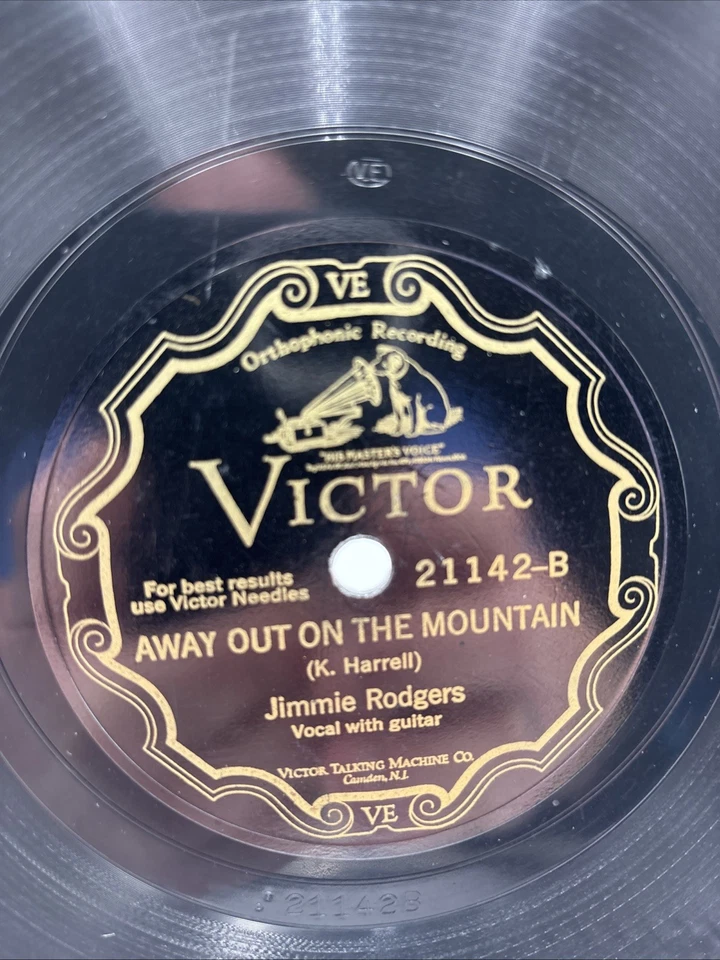 VE
VE
Orthophonic Recording
"HIS MASTER'S VOICE"
VICTOR
21142-B
For best results
use Victor Needles
AWAY OUT ON THE MOUNTAIN
(K. Harrell)
Jimmie Rodgers
Vocal with guitar
VICTOR TALKING MACHINE CO.
Camden, N.J.
VE
21142B